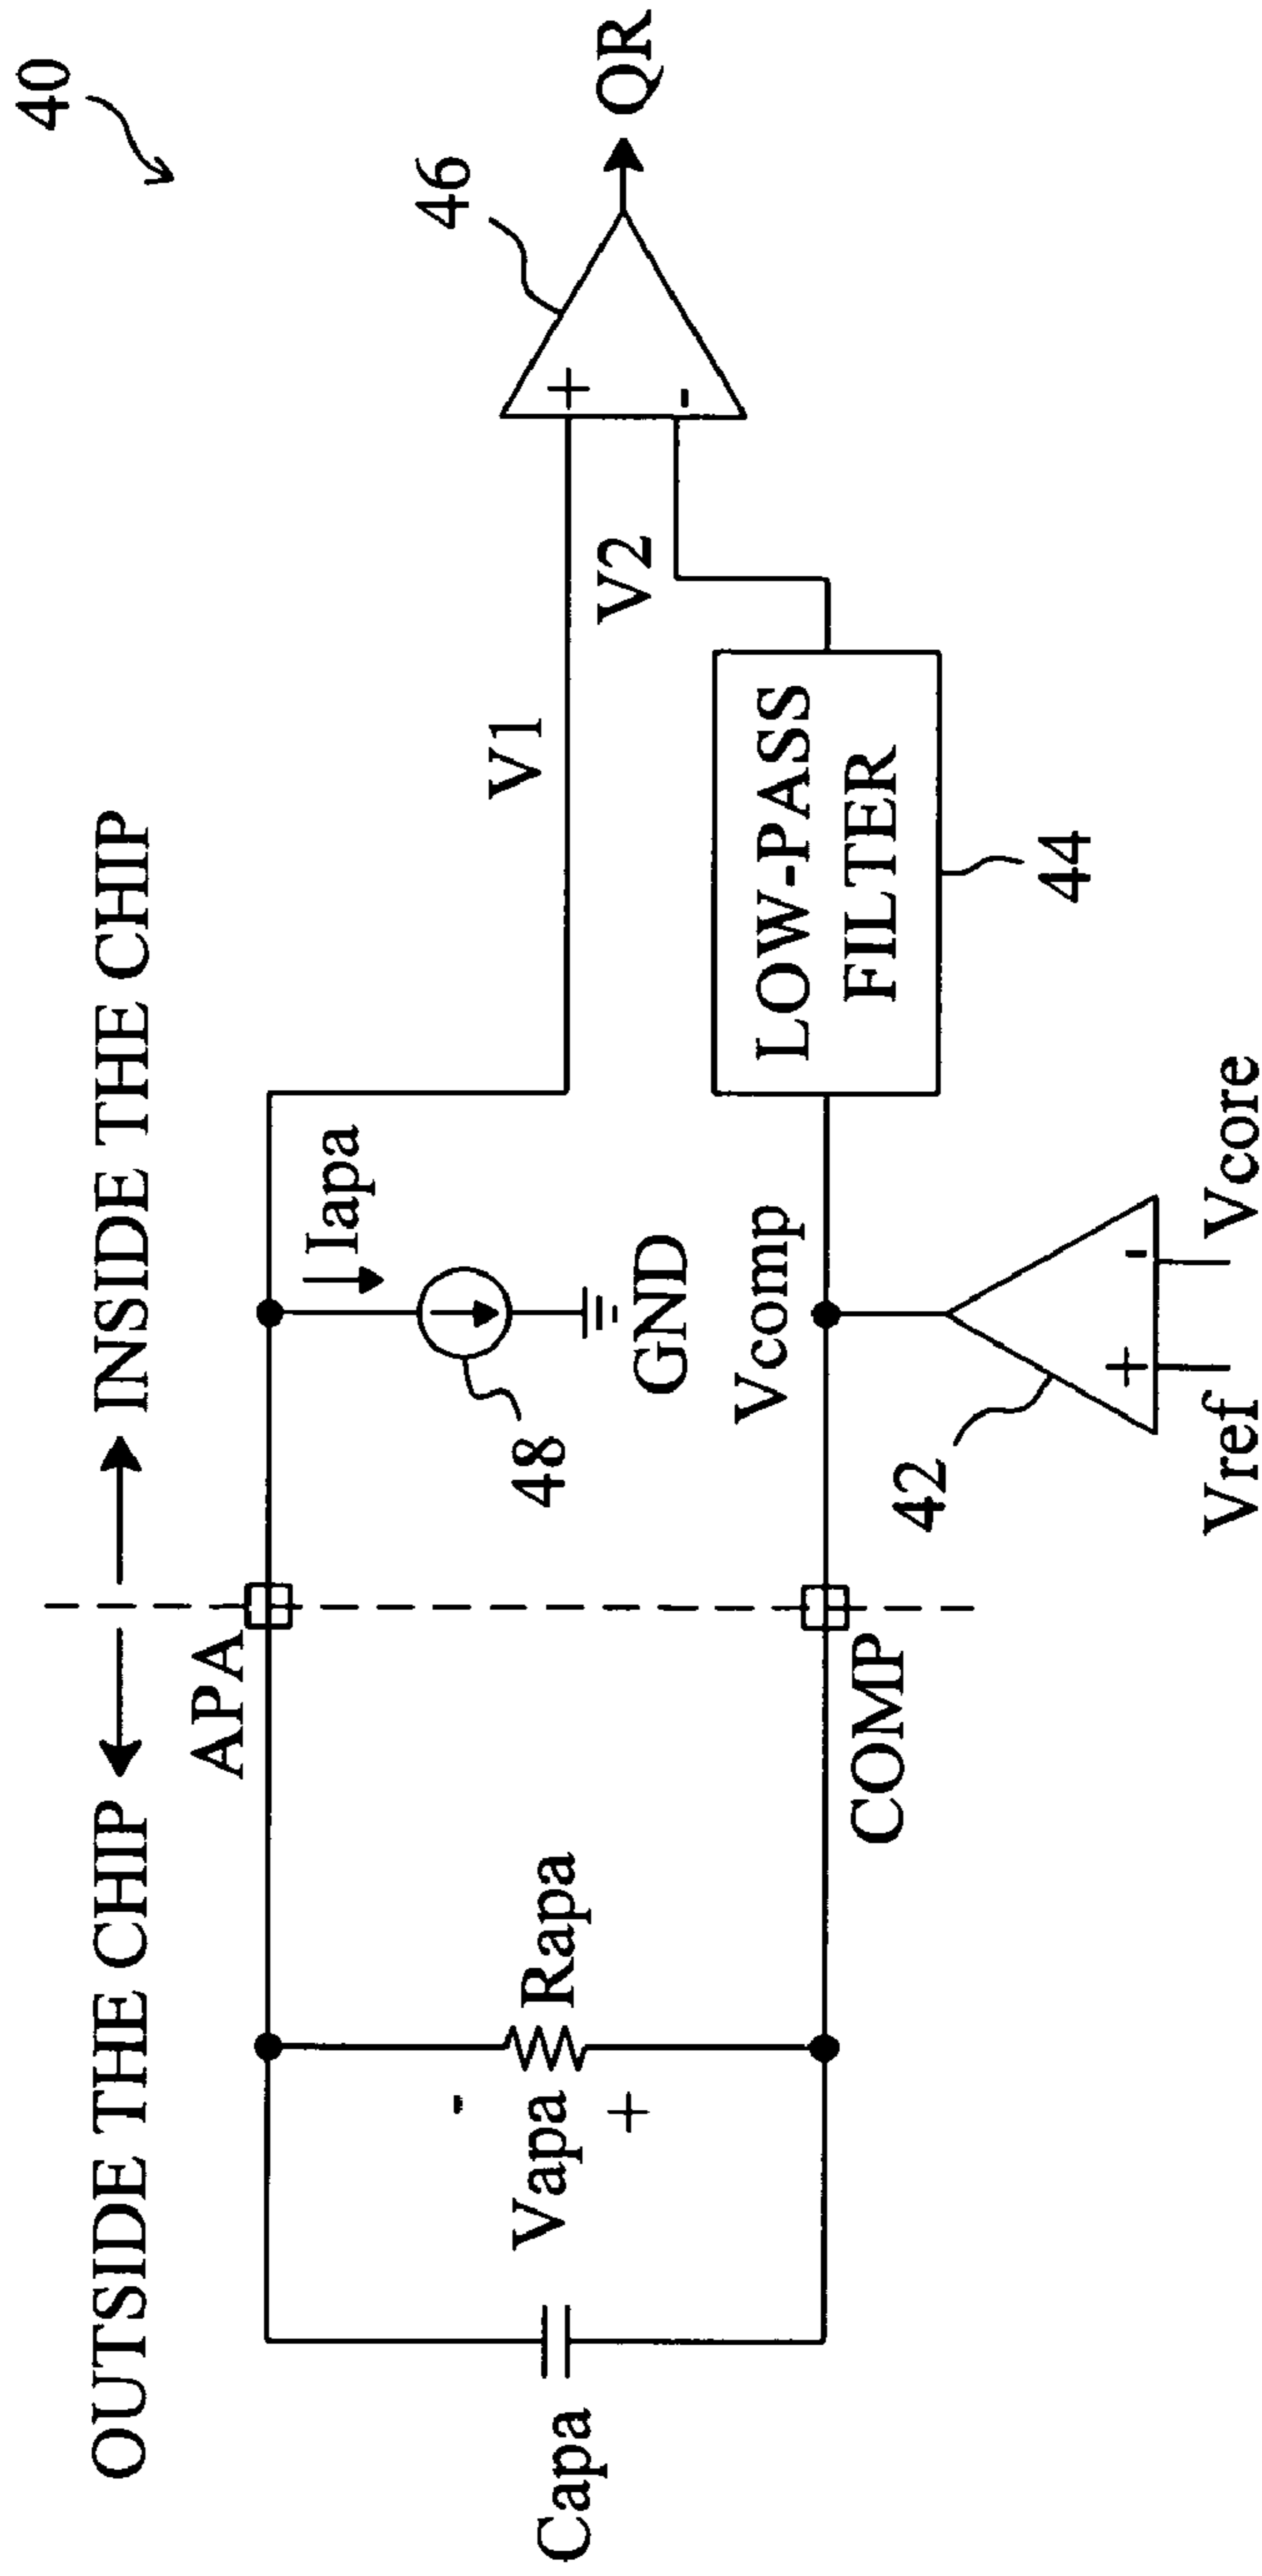 40
OUTSIDE THE CHIP
INSIDE THE CHIP
APA
Iapa
48
GND
V1
46
+
-
QR
V2
Capa
-
Vapa
+
Rapa
COMP
Vcomp
LOW-PASS
FILTER
44
42
+
-
Vref
Vcore